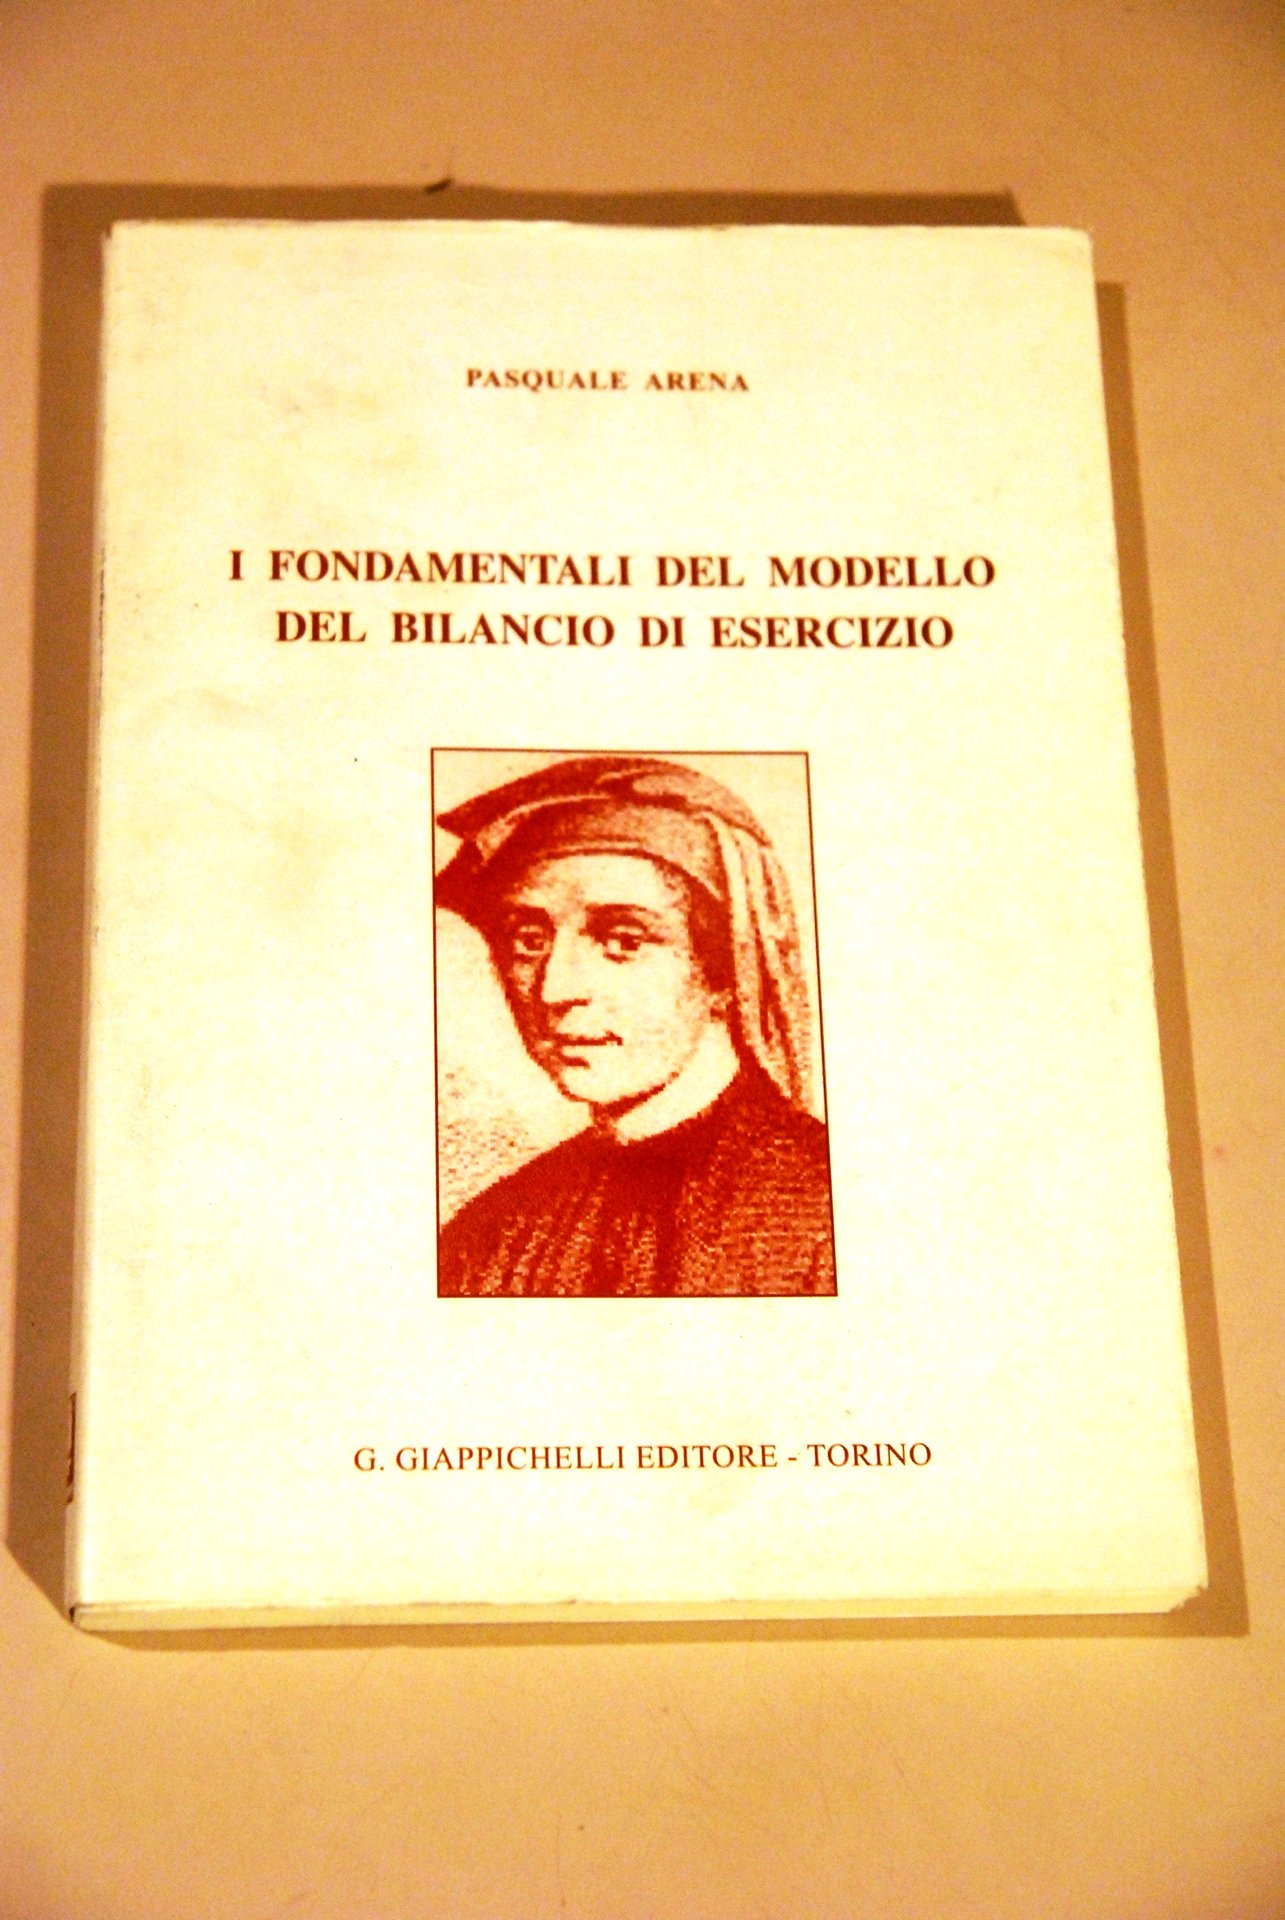 PASQUALE ARENA
I FONDAMENTALI DEL MODELLO
DEL BILANCIO DI ESERCIZIO
G. GIAPPICHELLI EDITORE - TORINO